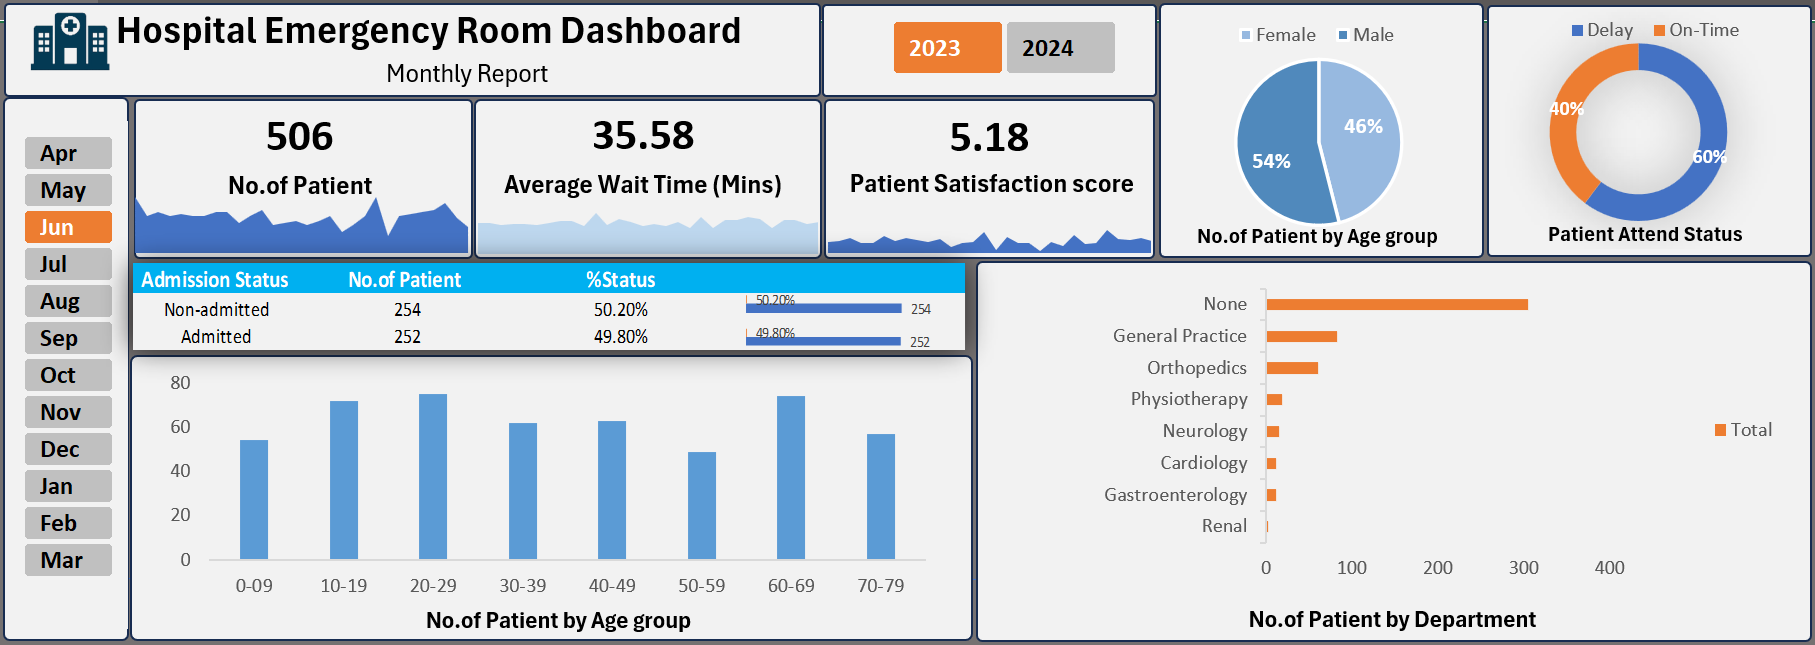 Hospital Emergency Room Dashboard
Monthly Report
2023 2024
Female Male
46%
54%
No.of Patient by Age group
Delay On-Time
40%
60%
Patient Attend Status
Apr
May
Jun
Jul
Aug
Sep
Oct
Nov
Dec
Jan
Feb
Mar
506
No.of Patient
35.58
Average Wait Time (Mins)
5.18
Patient Satisfaction score
Admission Status No.of Patient %Status
Non-admitted 254 50.20% 50.20% 254
Admitted 252 49.80% 49.80% 252
80
60
40
20
0
0-09 10-19 20-29 30-39 40-49 50-59 60-69 70-79
No.of Patient by Age group
None
General Practice
Orthopedics
Physiotherapy
Neurology
Cardiology
Gastroenterology
Renal
0 100 200 300 400
Total
No.of Patient by Department